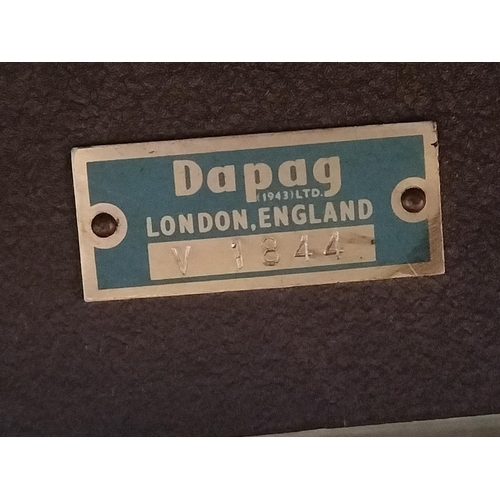 Dapag
(1943) LTD.
LONDON, ENGLAND
V 1844